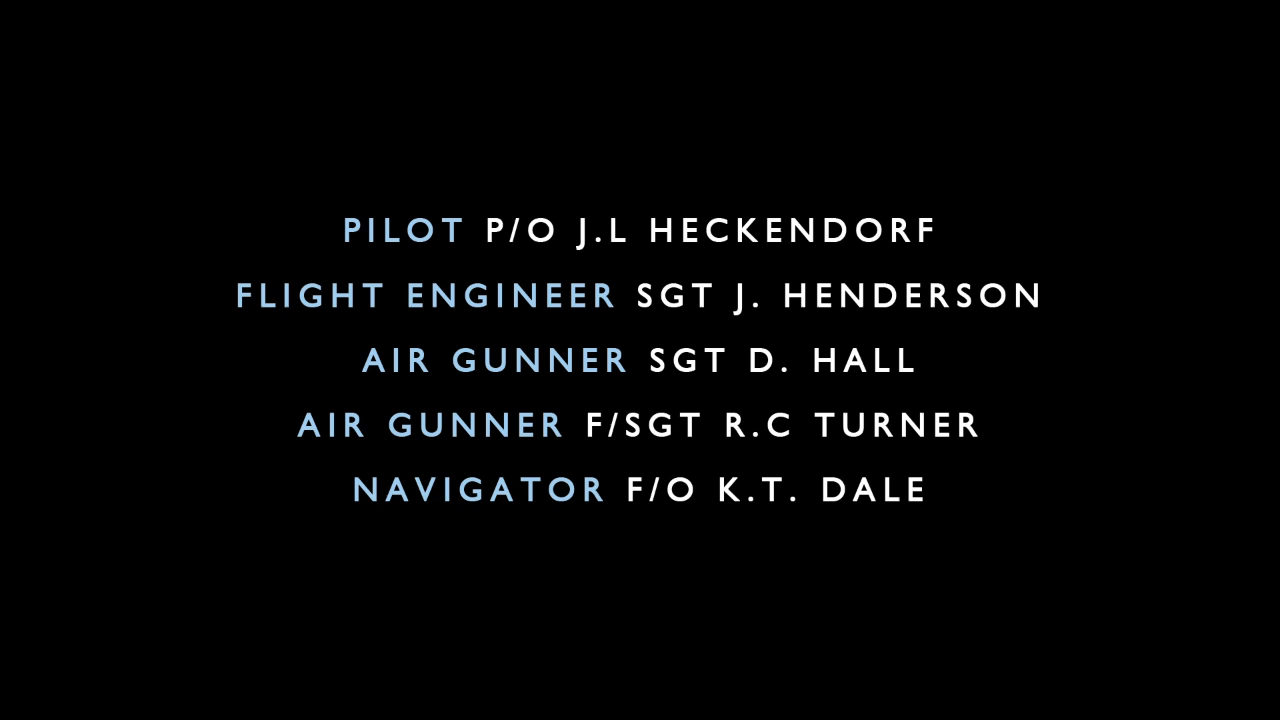 PILOT P/O J.L HECKENDORF
FLIGHT ENGINEER SGT J. HENDERSON
AIR GUNNER SGT D. HALL
AIR GUNNER F/SGT R.C TURNER
NAVIGATOR F/O K.T. DALE